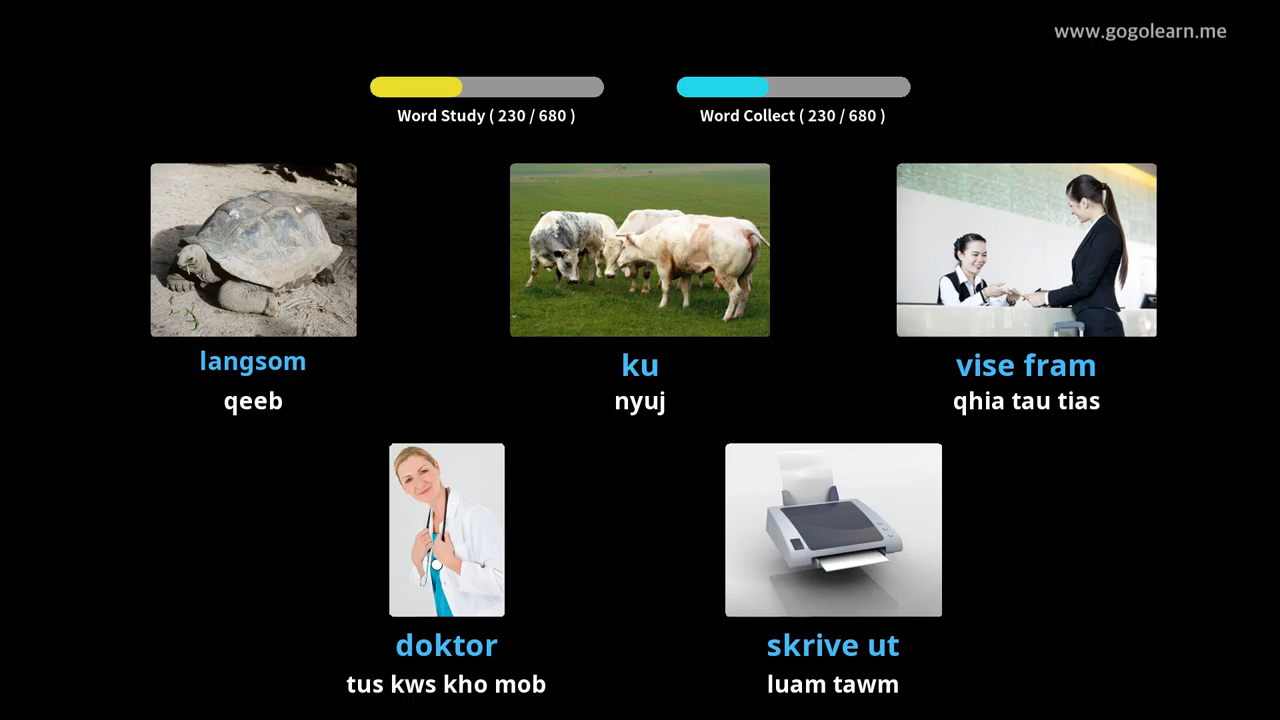 www.gogolearn.me
Word Study ( 230 / 680 )
Word Collect ( 230 / 680 )
langsom
qeeb
ku
nyuj
vise fram
qhia tau tias
doktor
tus kws kho mob
skrive ut
luam tawm